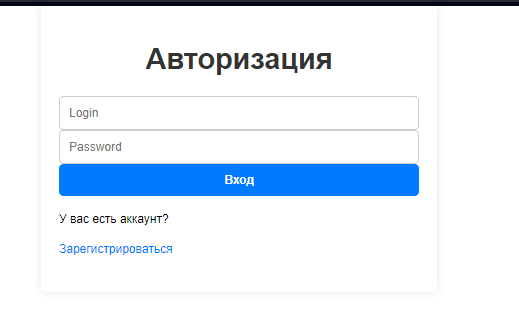 Авторизация
Login
Password
Вход
У вас есть аккаунт?
Зарегистрироваться